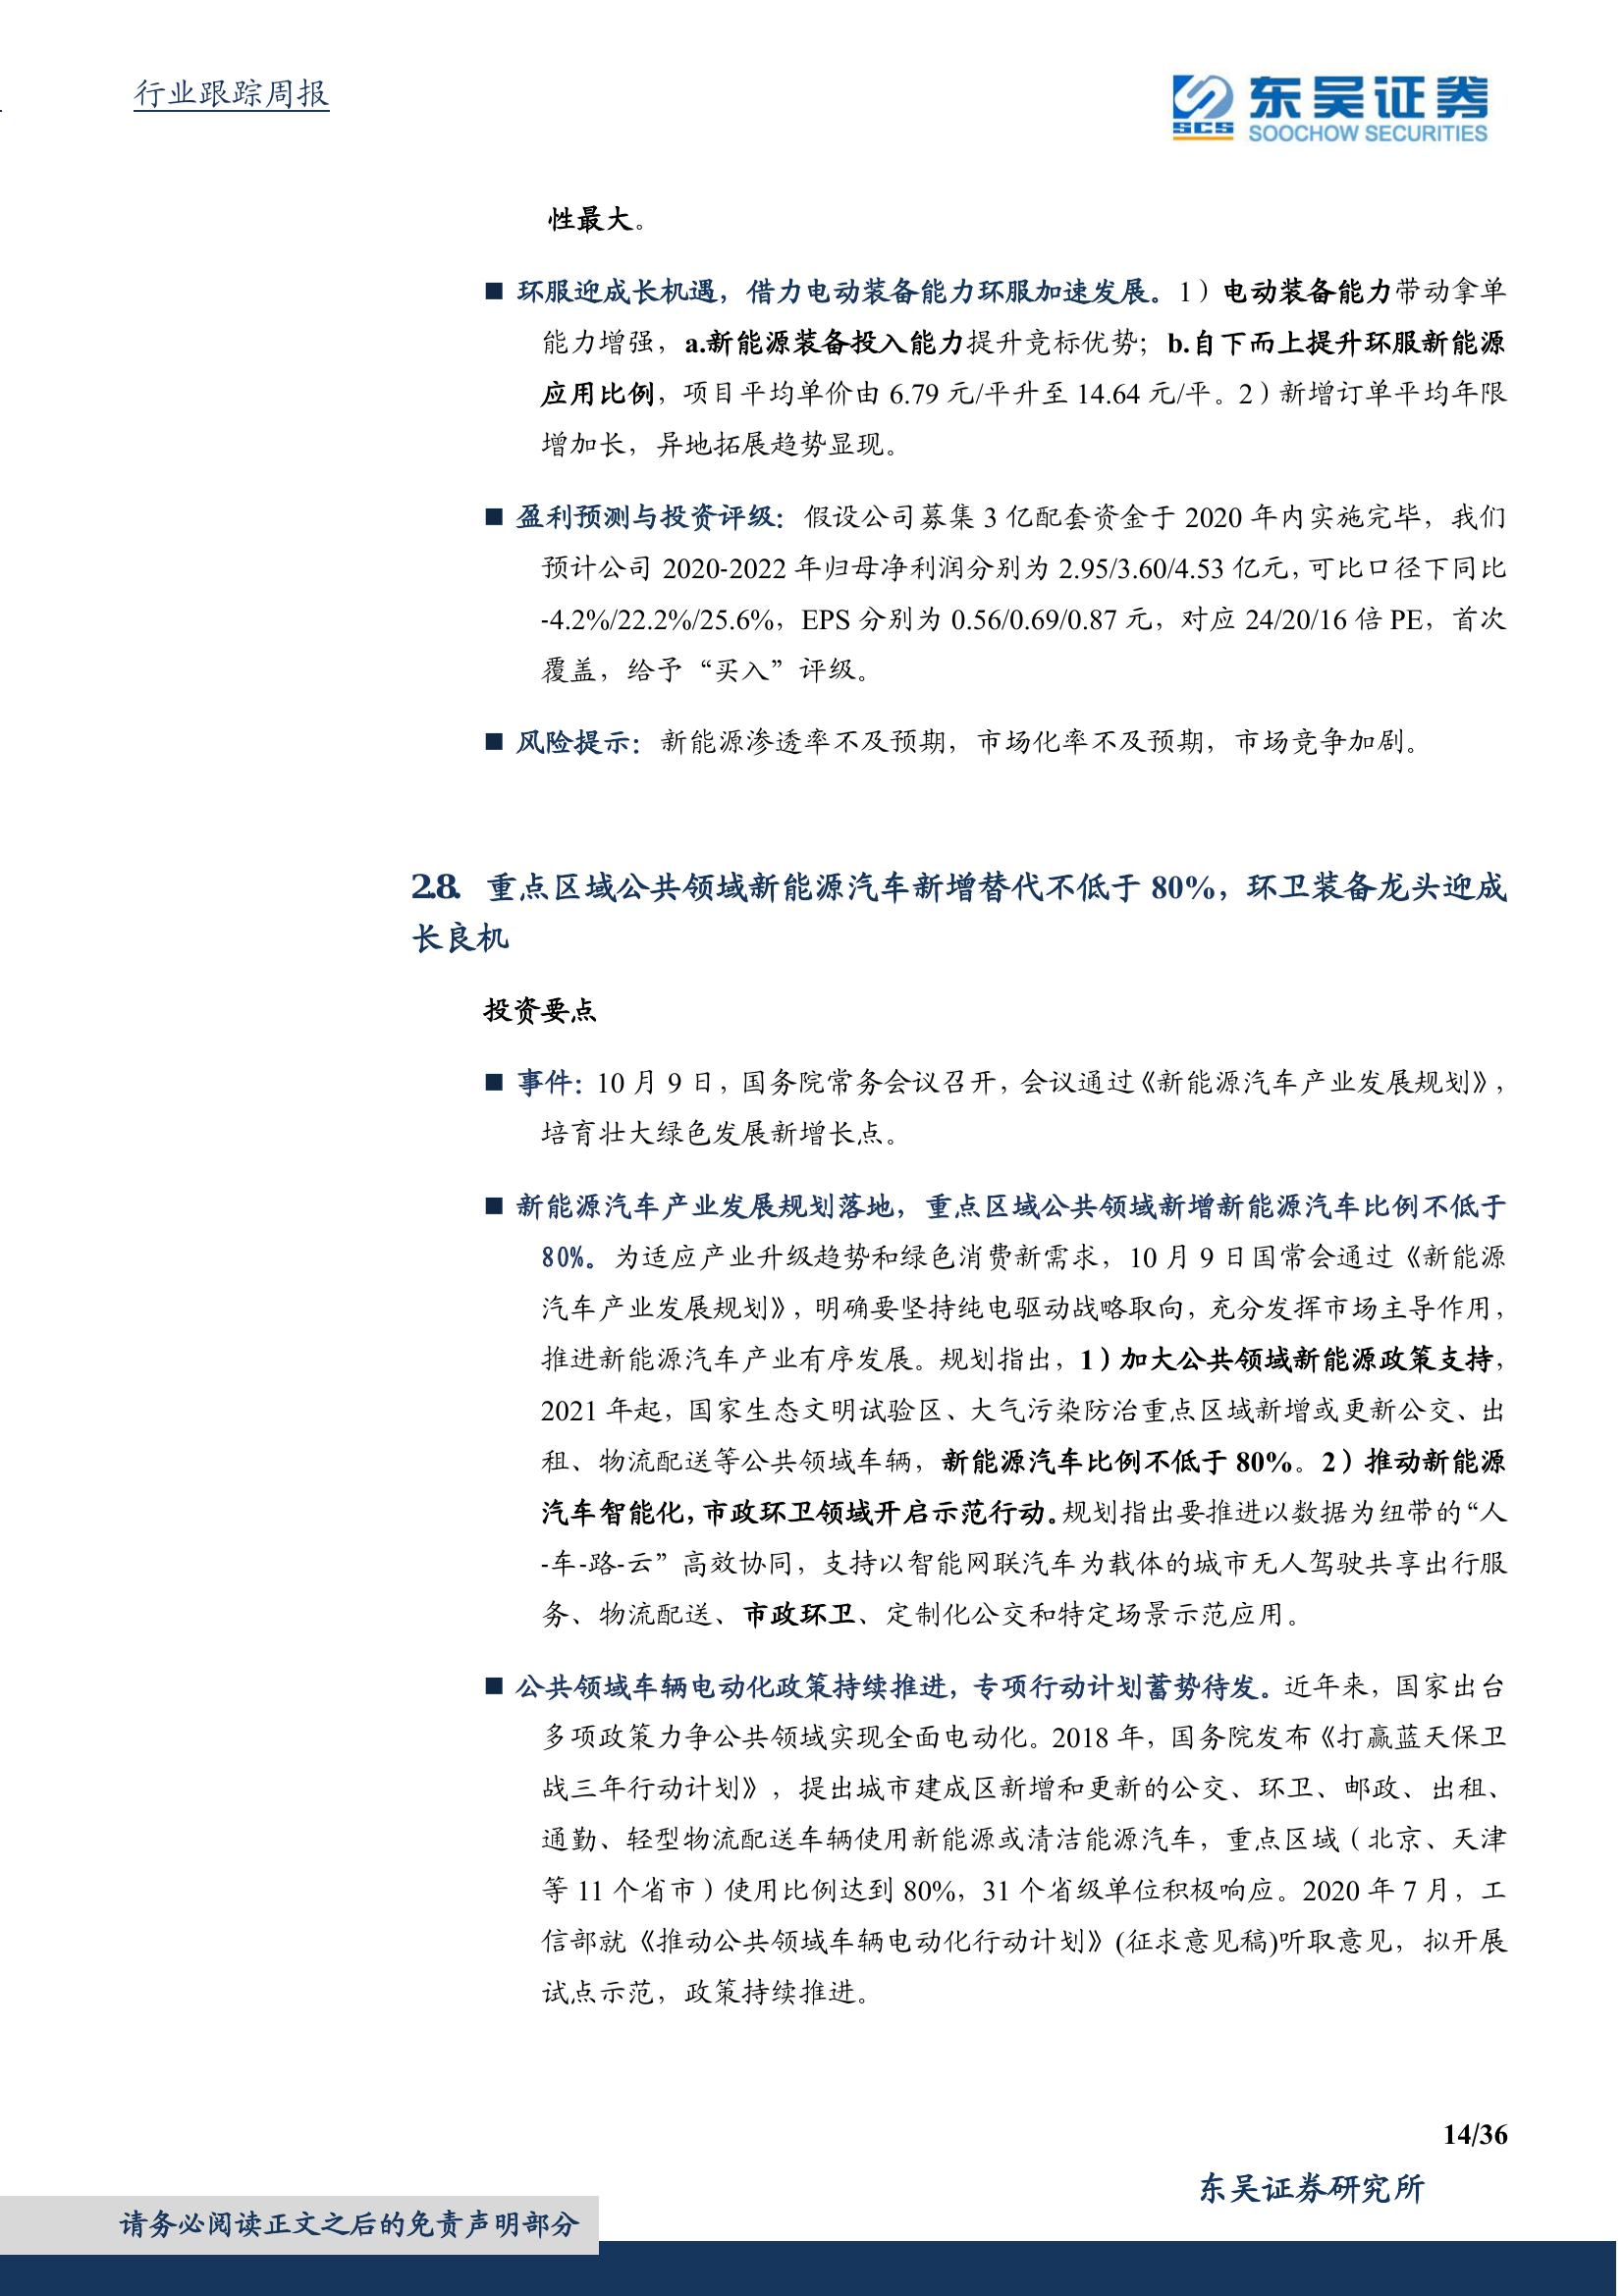 行业跟踪周报
东吴证券
SCS
SOOCHOW SECURITIES
性最大。
■ 环服迎成长机遇，借力电动装备能力环服加速发展。1）电动装备能力带动拿单
能力增强，a.新能源装备投入能力提升竞标优势；b.自下而上提升环服新能源
应用比例，项目平均单价由 6.79 元/平升至 14.64 元/平。2）新增订单平均年限
增加长，异地拓展趋势显现。
■ 盈利预测与投资评级：假设公司募集 3 亿配套资金于 2020 年内实施完毕，我们
预计公司 2020-2022 年归母净利润分别为 2.95/3.60/4.53 亿元，可比口径下同比
-4.2%/22.2%/25.6%，EPS 分别为 0.56/0.69/0.87 元，对应 24/20/16 倍 PE，首次
覆盖，给予“买入”评级。
■ 风险提示：新能源渗透率不及预期，市场化率不及预期，市场竞争加剧。
2.8. 重点区域公共领域新能源汽车新增替代不低于 80%，环卫装备龙头迎成
长良机
投资要点
■ 事件：10 月 9 日，国务院常务会议召开，会议通过《新能源汽车产业发展规划》，
培育壮大绿色发展新增长点。
■ 新能源汽车产业发展规划落地，重点区域公共领域新增新能源汽车比例不低于
80%。为适应产业升级趋势和绿色消费新需求，10 月 9 日国常会通过《新能源
汽车产业发展规划》，明确要坚持纯电驱动战略取向，充分发挥市场主导作用，
推进新能源汽车产业有序发展。规划指出，1）加大公共领域新能源政策支持，
2021 年起，国家生态文明试验区、大气污染防治重点区域新增或更新公交、出
租、物流配送等公共领域车辆，新能源汽车比例不低于 80%。2）推动新能源
汽车智能化，市政环卫领域开启示范行动。规划指出要推进以数据为纽带的“人
-车-路-云”高效协同，支持以智能网联汽车为载体的城市无人驾驶共享出行服
务、物流配送、市政环卫、定制化公交和特定场景示范应用。
■ 公共领域车辆电动化政策持续推进，专项行动计划蓄势待发。近年来，国家出台
多项政策力争公共领域实现全面电动化。2018 年，国务院发布《打赢蓝天保卫
战三年行动计划》，提出城市建成区新增和更新的公交、环卫、邮政、出租、
通勤、轻型物流配送车辆使用新能源或清洁能源汽车，重点区域（北京、天津
等 11 个省市）使用比例达到 80%，31 个省级单位积极响应。2020 年 7 月，工
信部就《推动公共领域车辆电动化行动计划》(征求意见稿)听取意见，拟开展
试点示范，政策持续推进。
14/36
东吴证券研究所
请务必阅读正文之后的免责声明部分